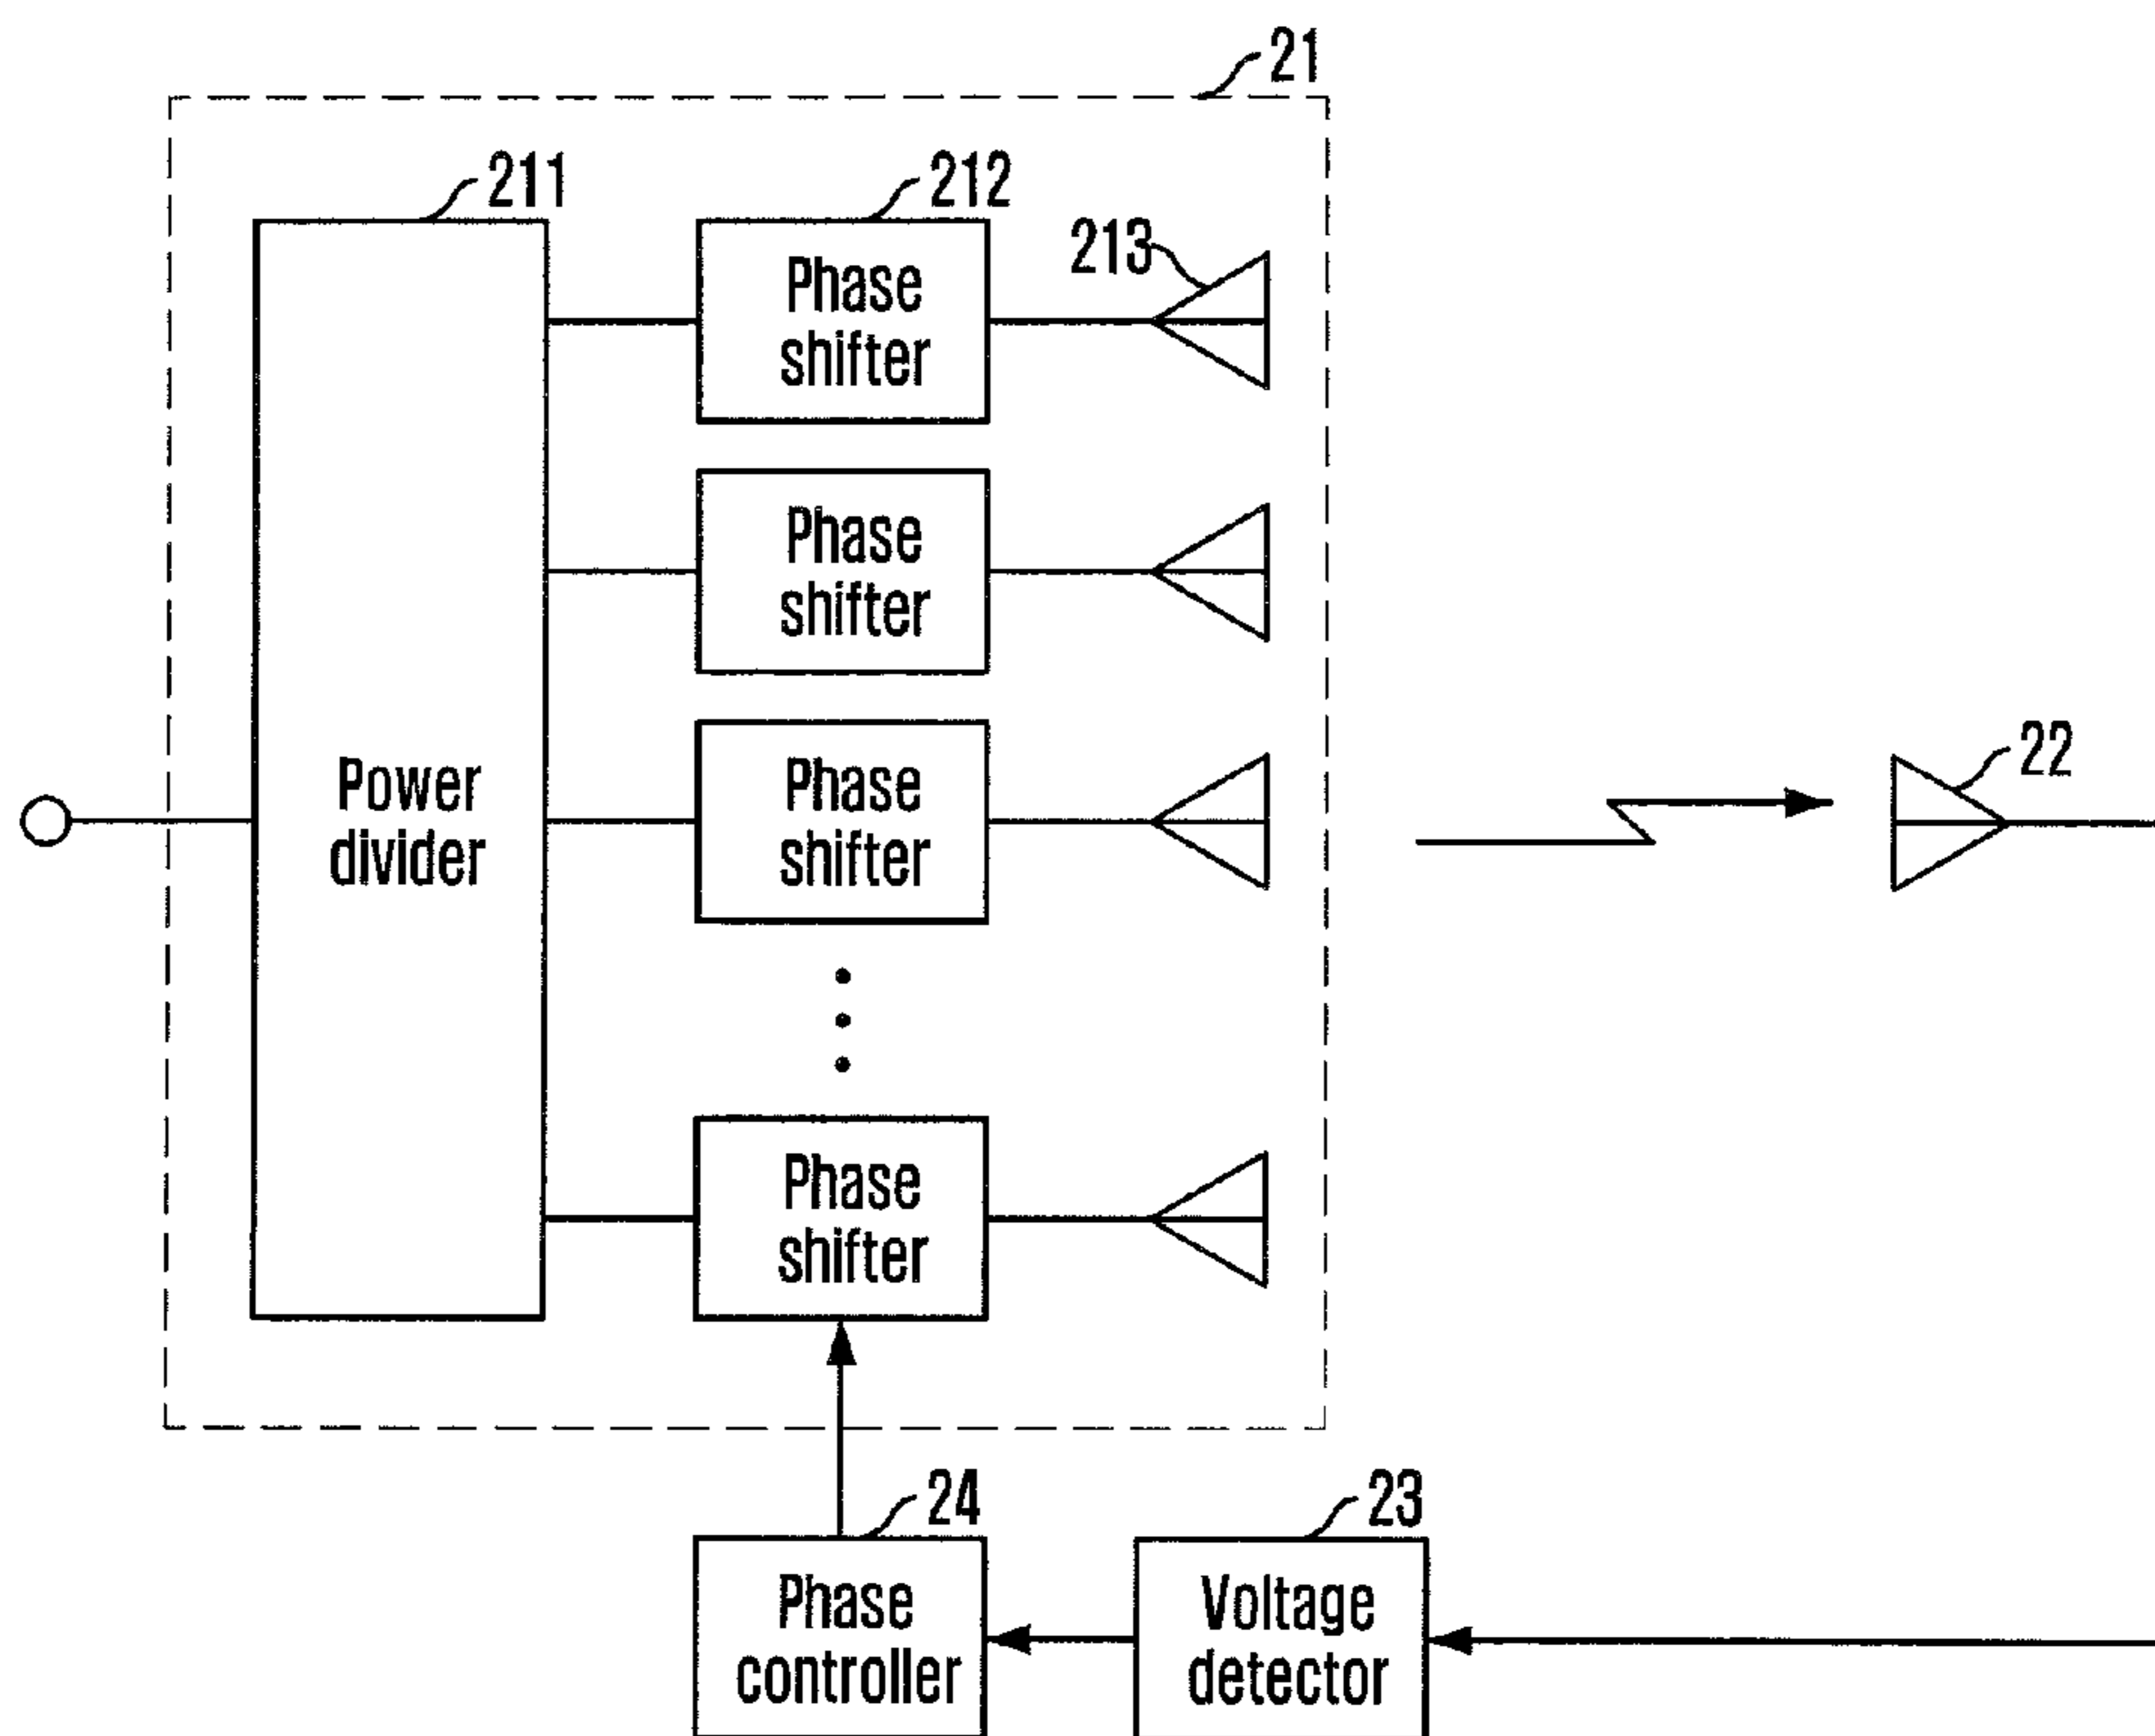 21
211
212
213
Phase
shifter
Phase
shifter
Power
divider
Phase
shifter
22
Phase
shifter
24
23
Phase
controller
Voltage
detector